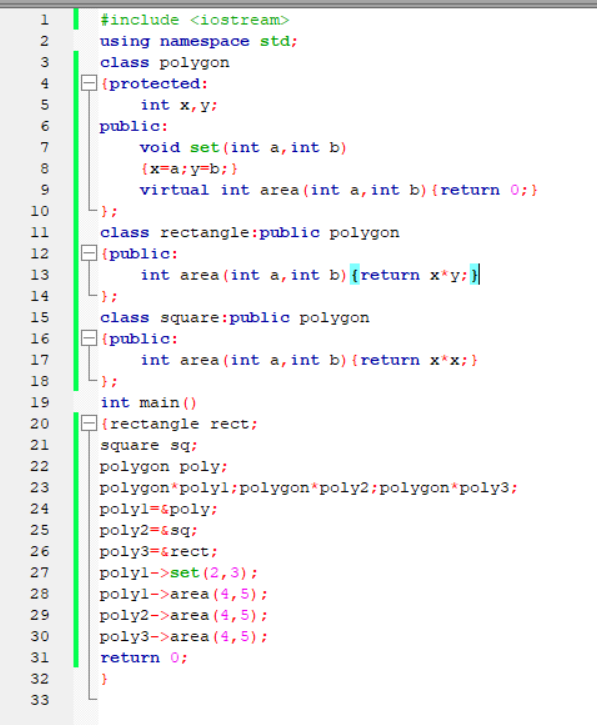 1 #include <iostream>
2 using namespace std;
3 class polygon
4 {protected:
5 int x,y;
6 public:
7 void set(int a,int b)
8 {x=a;y=b;}
9 virtual int area(int a,int b){return 0;}
10 };
11 class rectangle:public polygon
12 {public:
13 int area(int a,int b){return x*y;}
14 };
15 class square:public polygon
16 {public:
17 int area(int a,int b){return x*x;}
18 };
19 int main()
20 {rectangle rect;
21 square sq;
22 polygon poly;
23 polygon*poly1;polygon*poly2;polygon*poly3;
24 poly1=&poly;
25 poly2=&sq;
26 poly3=&rect;
27 poly1->set(2,3);
28 poly1->area(4,5);
29 poly2->area(4,5);
30 poly3->area(4,5);
31 return 0;
32 }
33